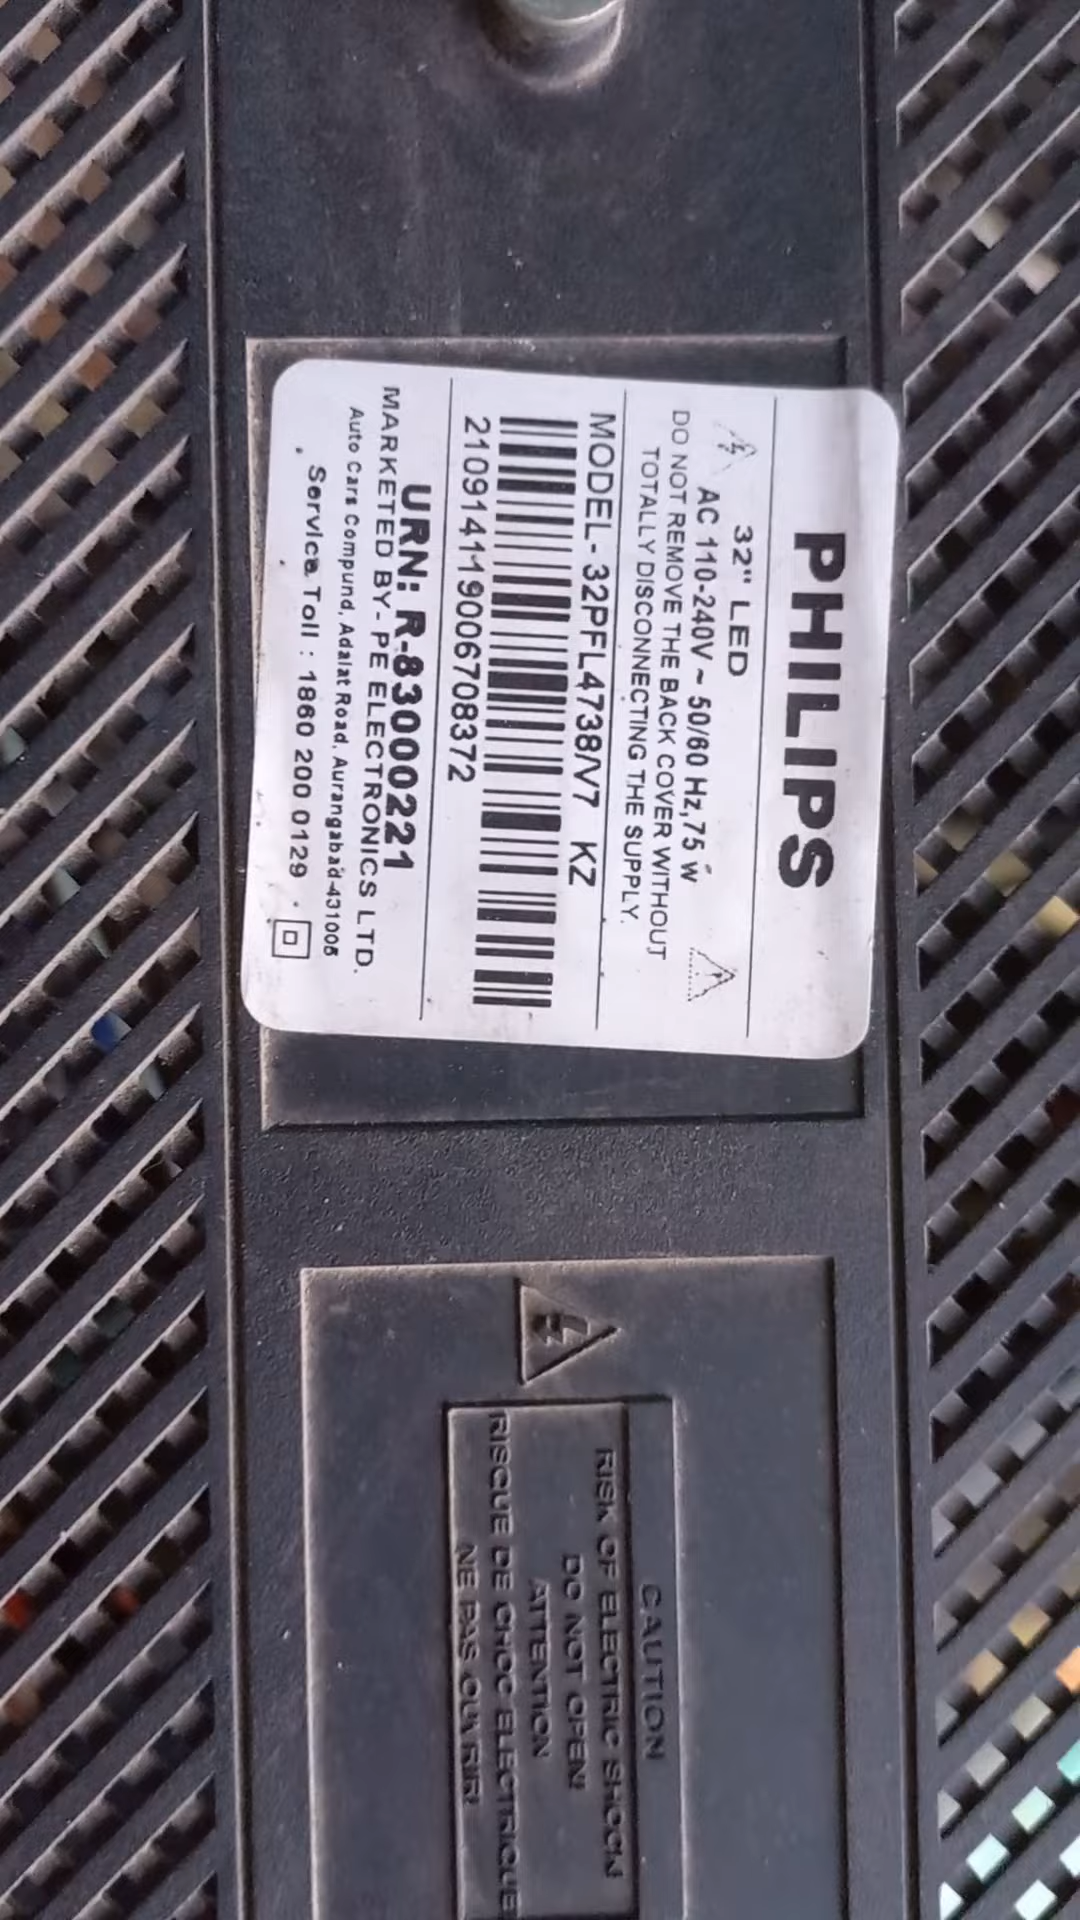 PHILIPS
32" LED
AC 110-240V ~ 50/60 Hz,75 w
DO NOT REMOVE THE BACK COVER WITHOUT
TOTALLY DISCONNECTING THE SUPPLY.
MODEL- 32PFL4738/V7 KZ
210914119006708372
URN: R-83000221
MARKETED BY- PE ELECTRONICS LTD.
Auto Cars Compund, Adalat Road, Aurangabad-431005
Service Toll : 1860 200 0129
CAUTION
RISK OF ELECTRIC SHOCK
DO NOT OPEN!
ATTENTION
RISQUE DE CHOC ELECTRIQUE
NE PAS OUVRIR!